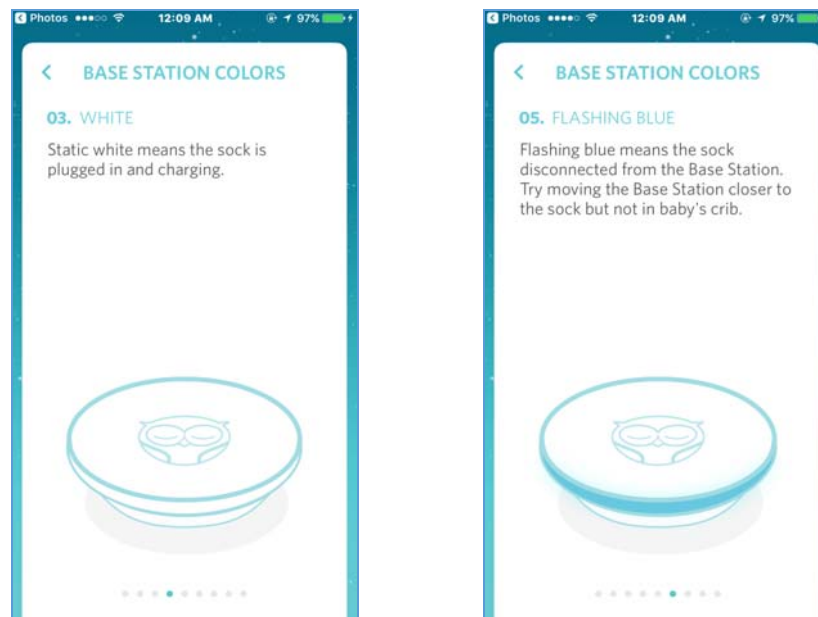 Photos 12:09 AM 97%
BASE STATION COLORS
03. WHITE
Static white means the sock is
plugged in and charging.
Photos 12:09 AM 97%
BASE STATION COLORS
05. FLASHING BLUE
Flashing blue means the sock
disconnected from the Base Station.
Try moving the Base Station closer to
the sock but not in baby's crib.